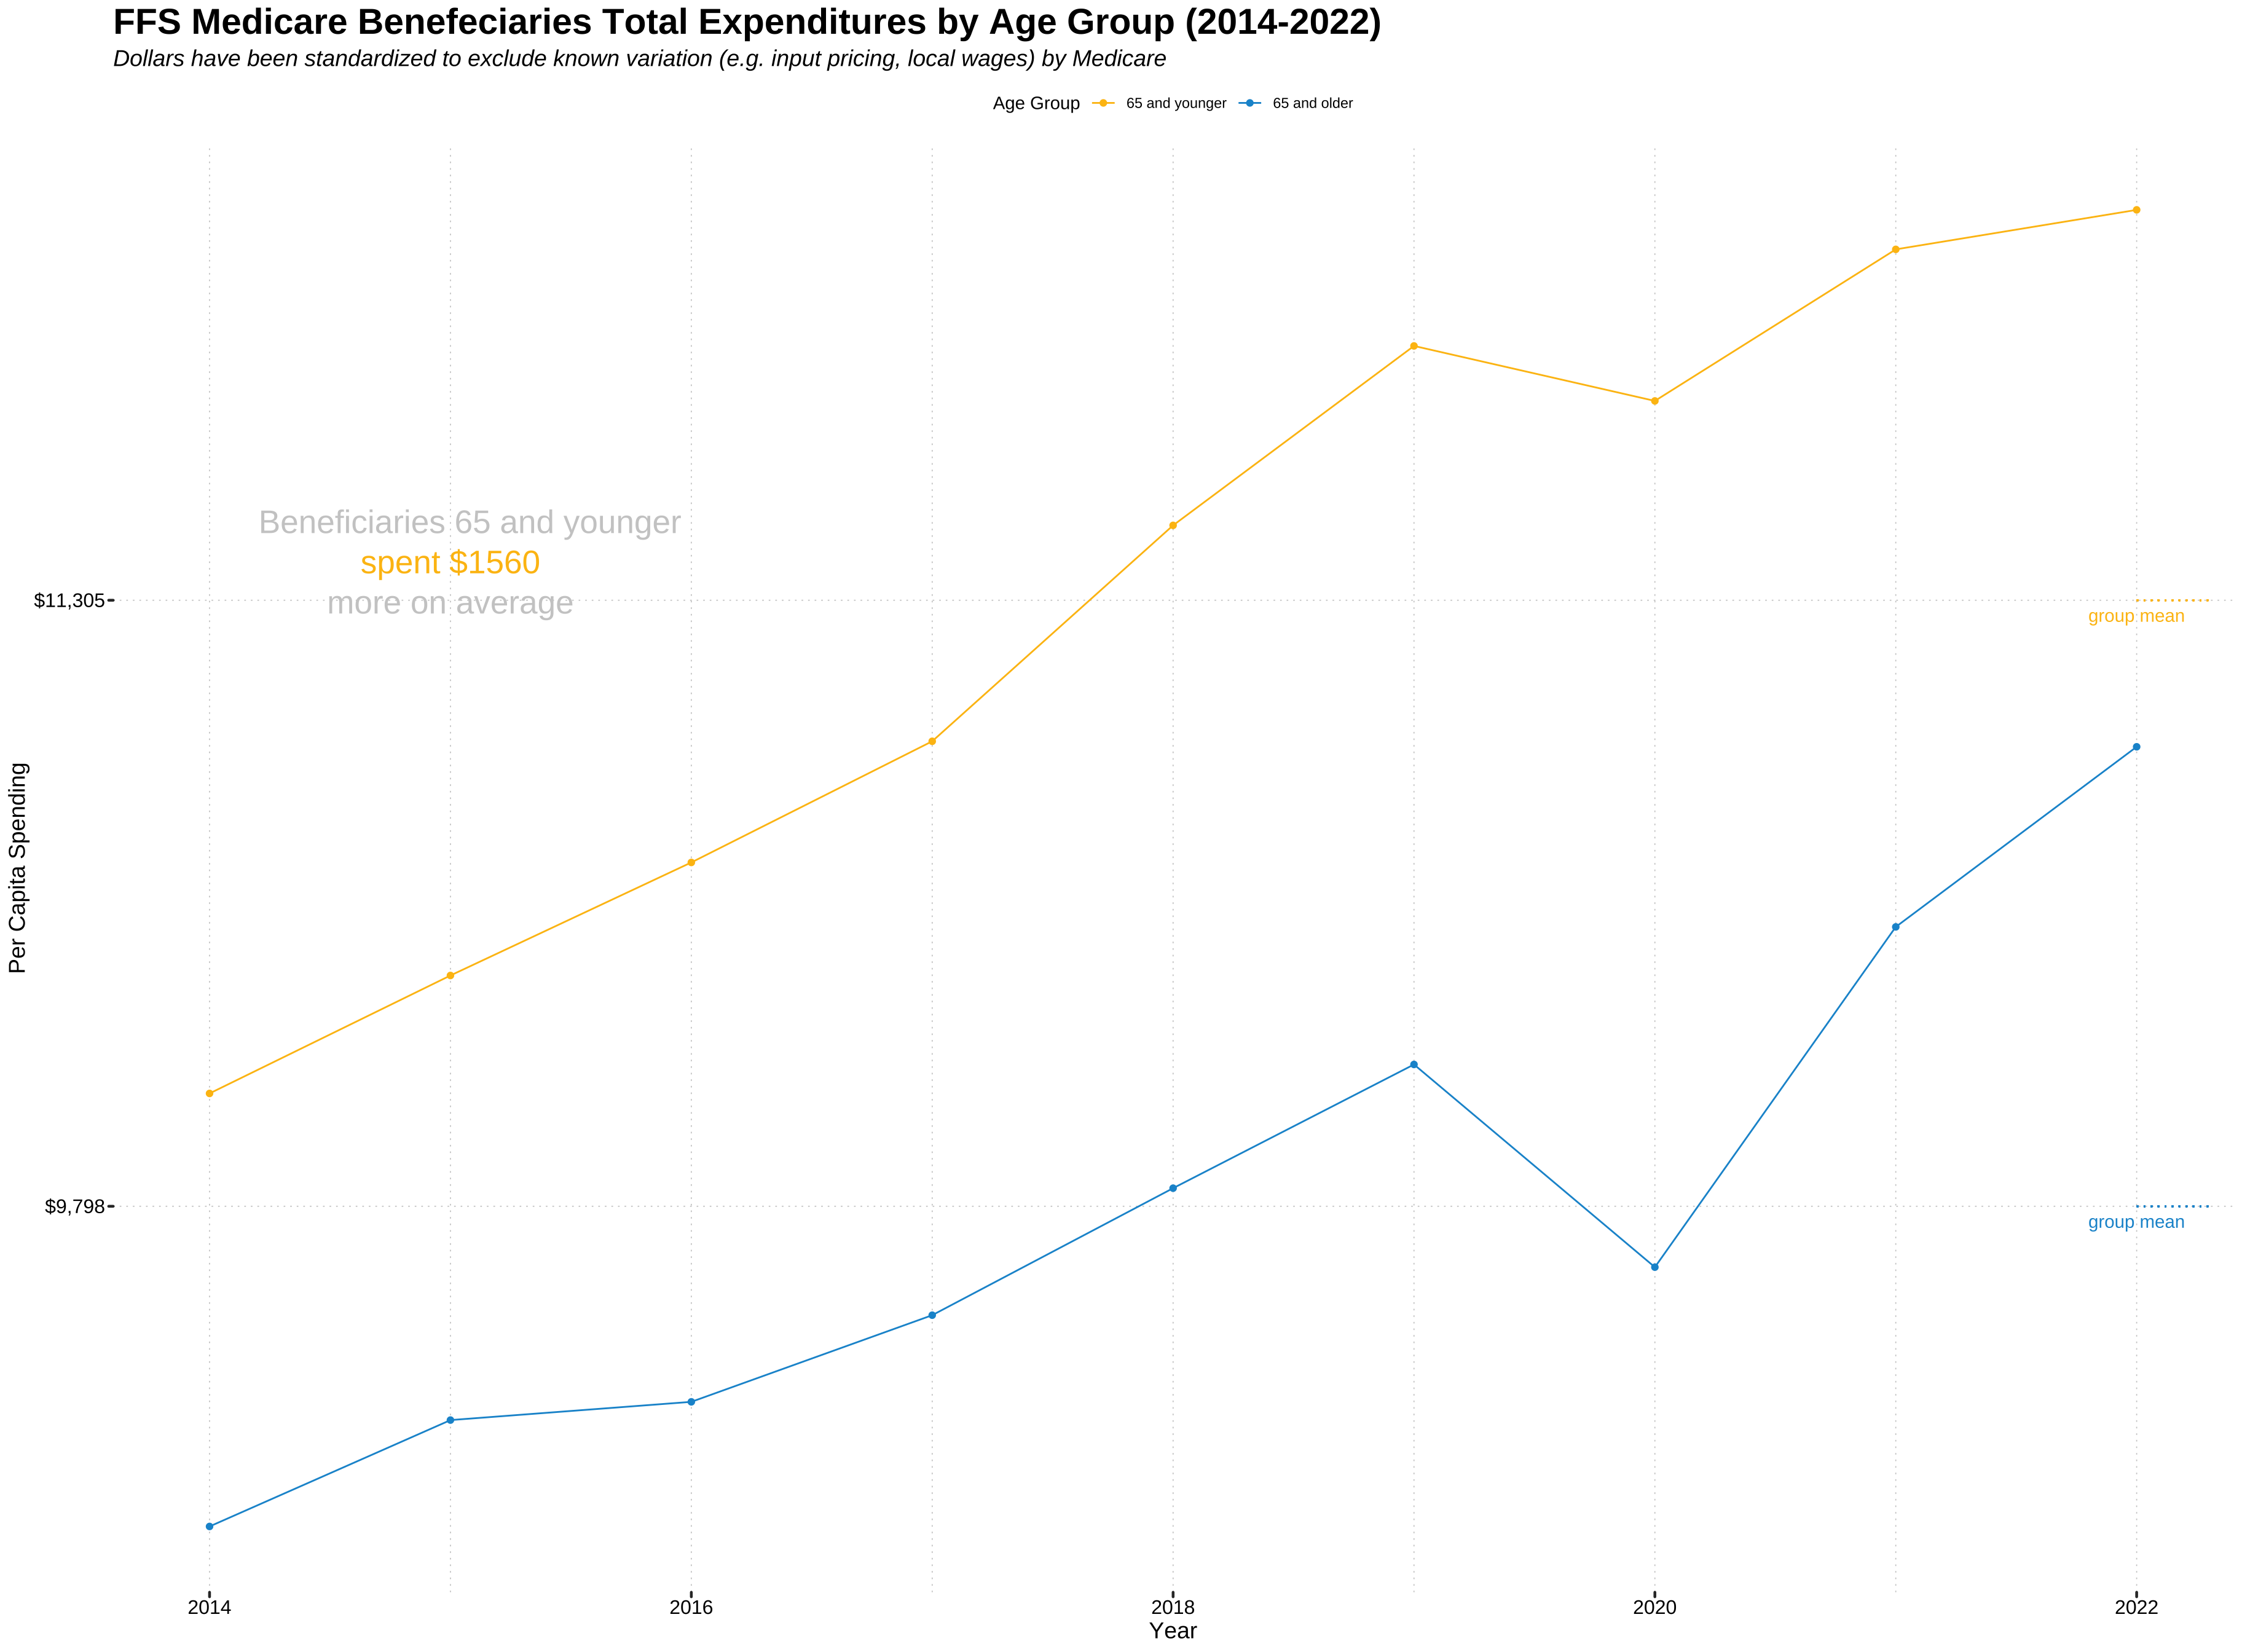 FFS Medicare Benefeciaries Total Expenditures by Age Group (2014-2022)
Dollars have been standardized to exclude known variation (e.g. input pricing, local wages) by Medicare
Age Group 65 and younger 65 and older
Beneficiaries 65 and younger
spent $1560
more on average
$11,305
group mean
Per Capita Spending
$9,798
group mean
2014 2016 2018 2020 2022
Year